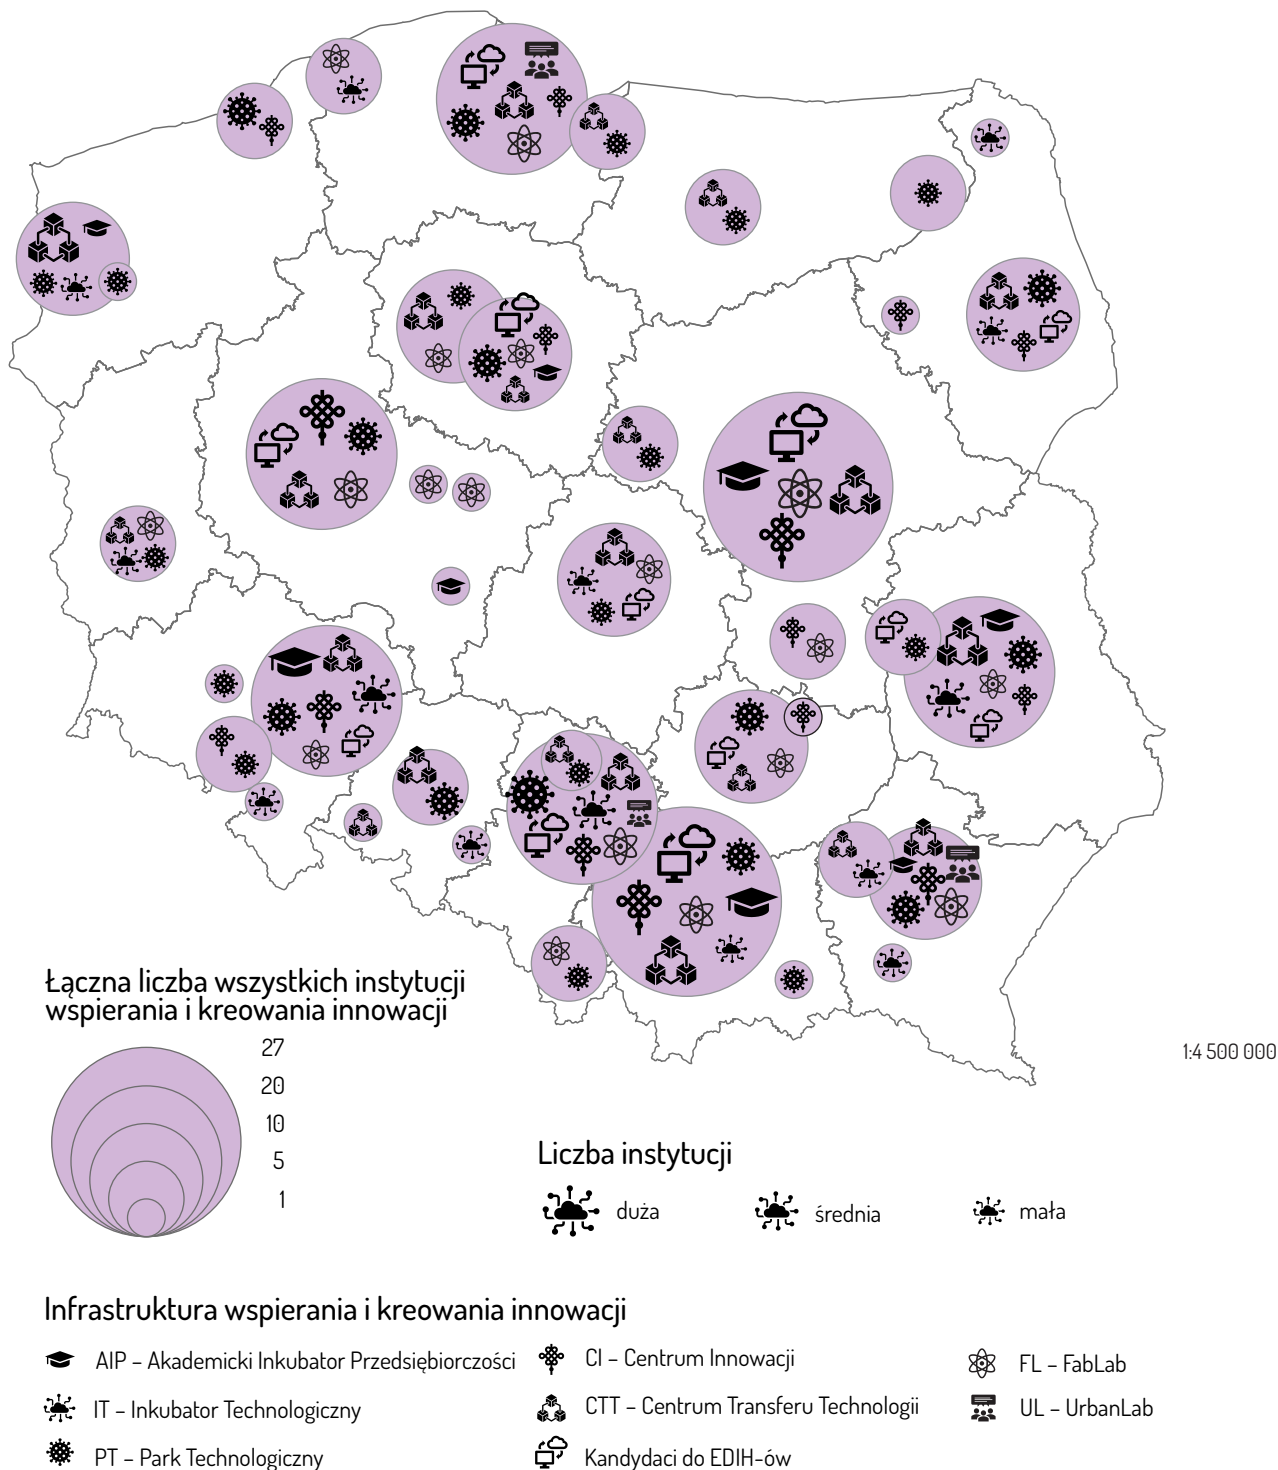 Łączna liczba wszystkich instytucji
wspierania i kreowania innowacji
27
20
10
5
1
1:4 500 000
Liczba instytucji
duża
średnia
mała
Infrastruktura wspierania i kreowania innowacji
AIP – Akademicki Inkubator Przedsiębiorczości
CI – Centrum Innowacji
FL – FabLab
IT – Inkubator Technologiczny
CTT – Centrum Transferu Technologii
UL – UrbanLab
PT – Park Technologiczny
Kandydaci do EDIH-ów